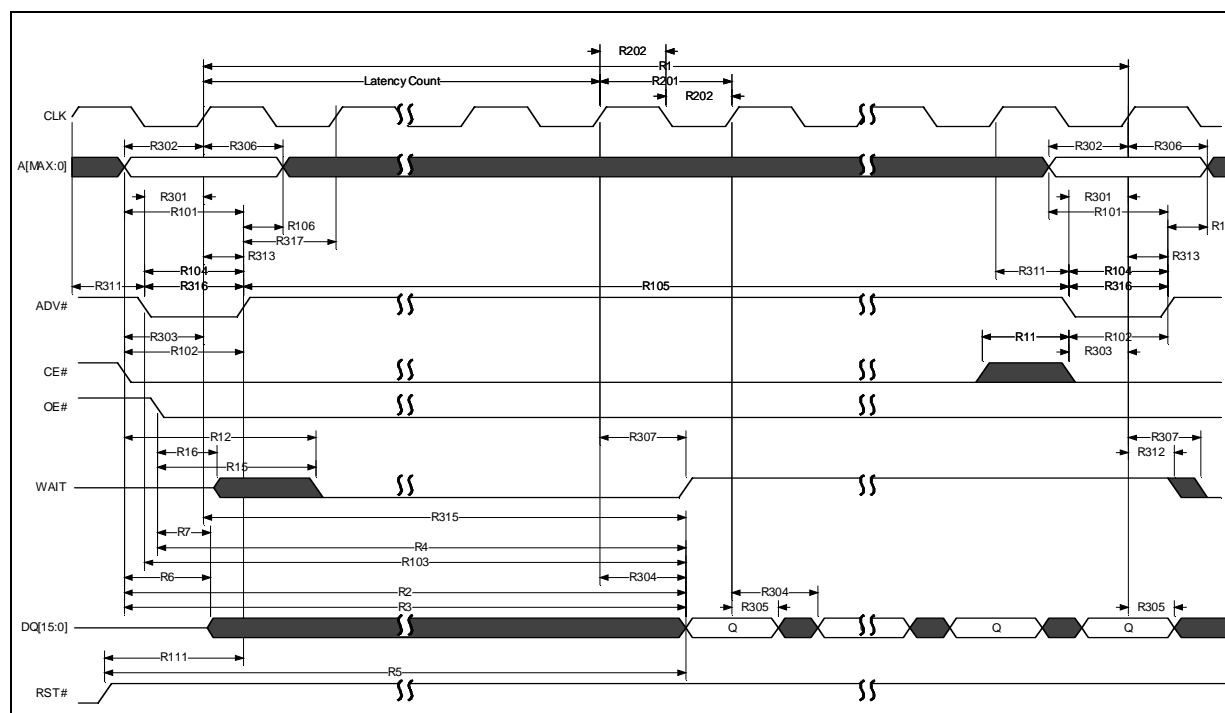 R202
R1
Latency Count
R201
R202
CLK
R302
R306
R302
R306
A[MAX:0]
R301
R301
R101
R101
R106
R1
R317
R313
R313
R104
R311
R104
R311
R316
R105
R316
ADV#
R303
R11
R102
R102
R303
CE#
OE#
R12
R307
R307
R16
R312
R15
WAIT
R315
R7
R4
R103
R6
R304
R2
R304
R3
R305
R305
DQ[15:0]
Q
Q
Q
R111
R5
RST#